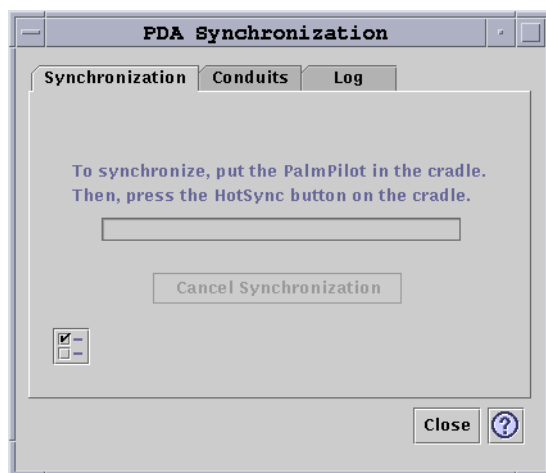 PDA Synchronization
Synchronization Conduits Log
To synchronize, put the PalmPilot in the cradle.
Then, press the HotSync button on the cradle.
Cancel Synchronization
Close ?